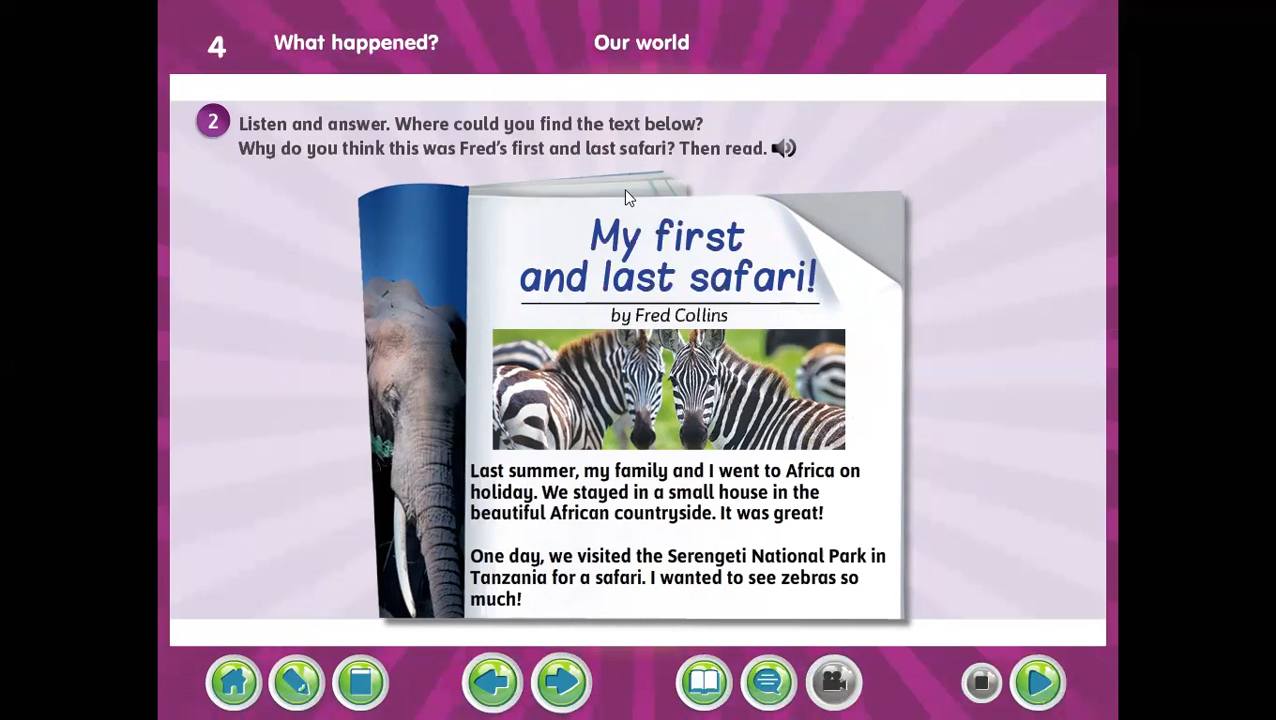 4 What happened? Our world
2 Listen and answer. Where could you find the text below?
Why do you think this was Fred's first and last safari? Then read.
My first
and last safari!
by Fred Collins
Last summer, my family and I went to Africa on
holiday. We stayed in a small house in the
beautiful African countryside. It was great!
One day, we visited the Serengeti National Park in
Tanzania for a safari. I wanted to see zebras so
much!